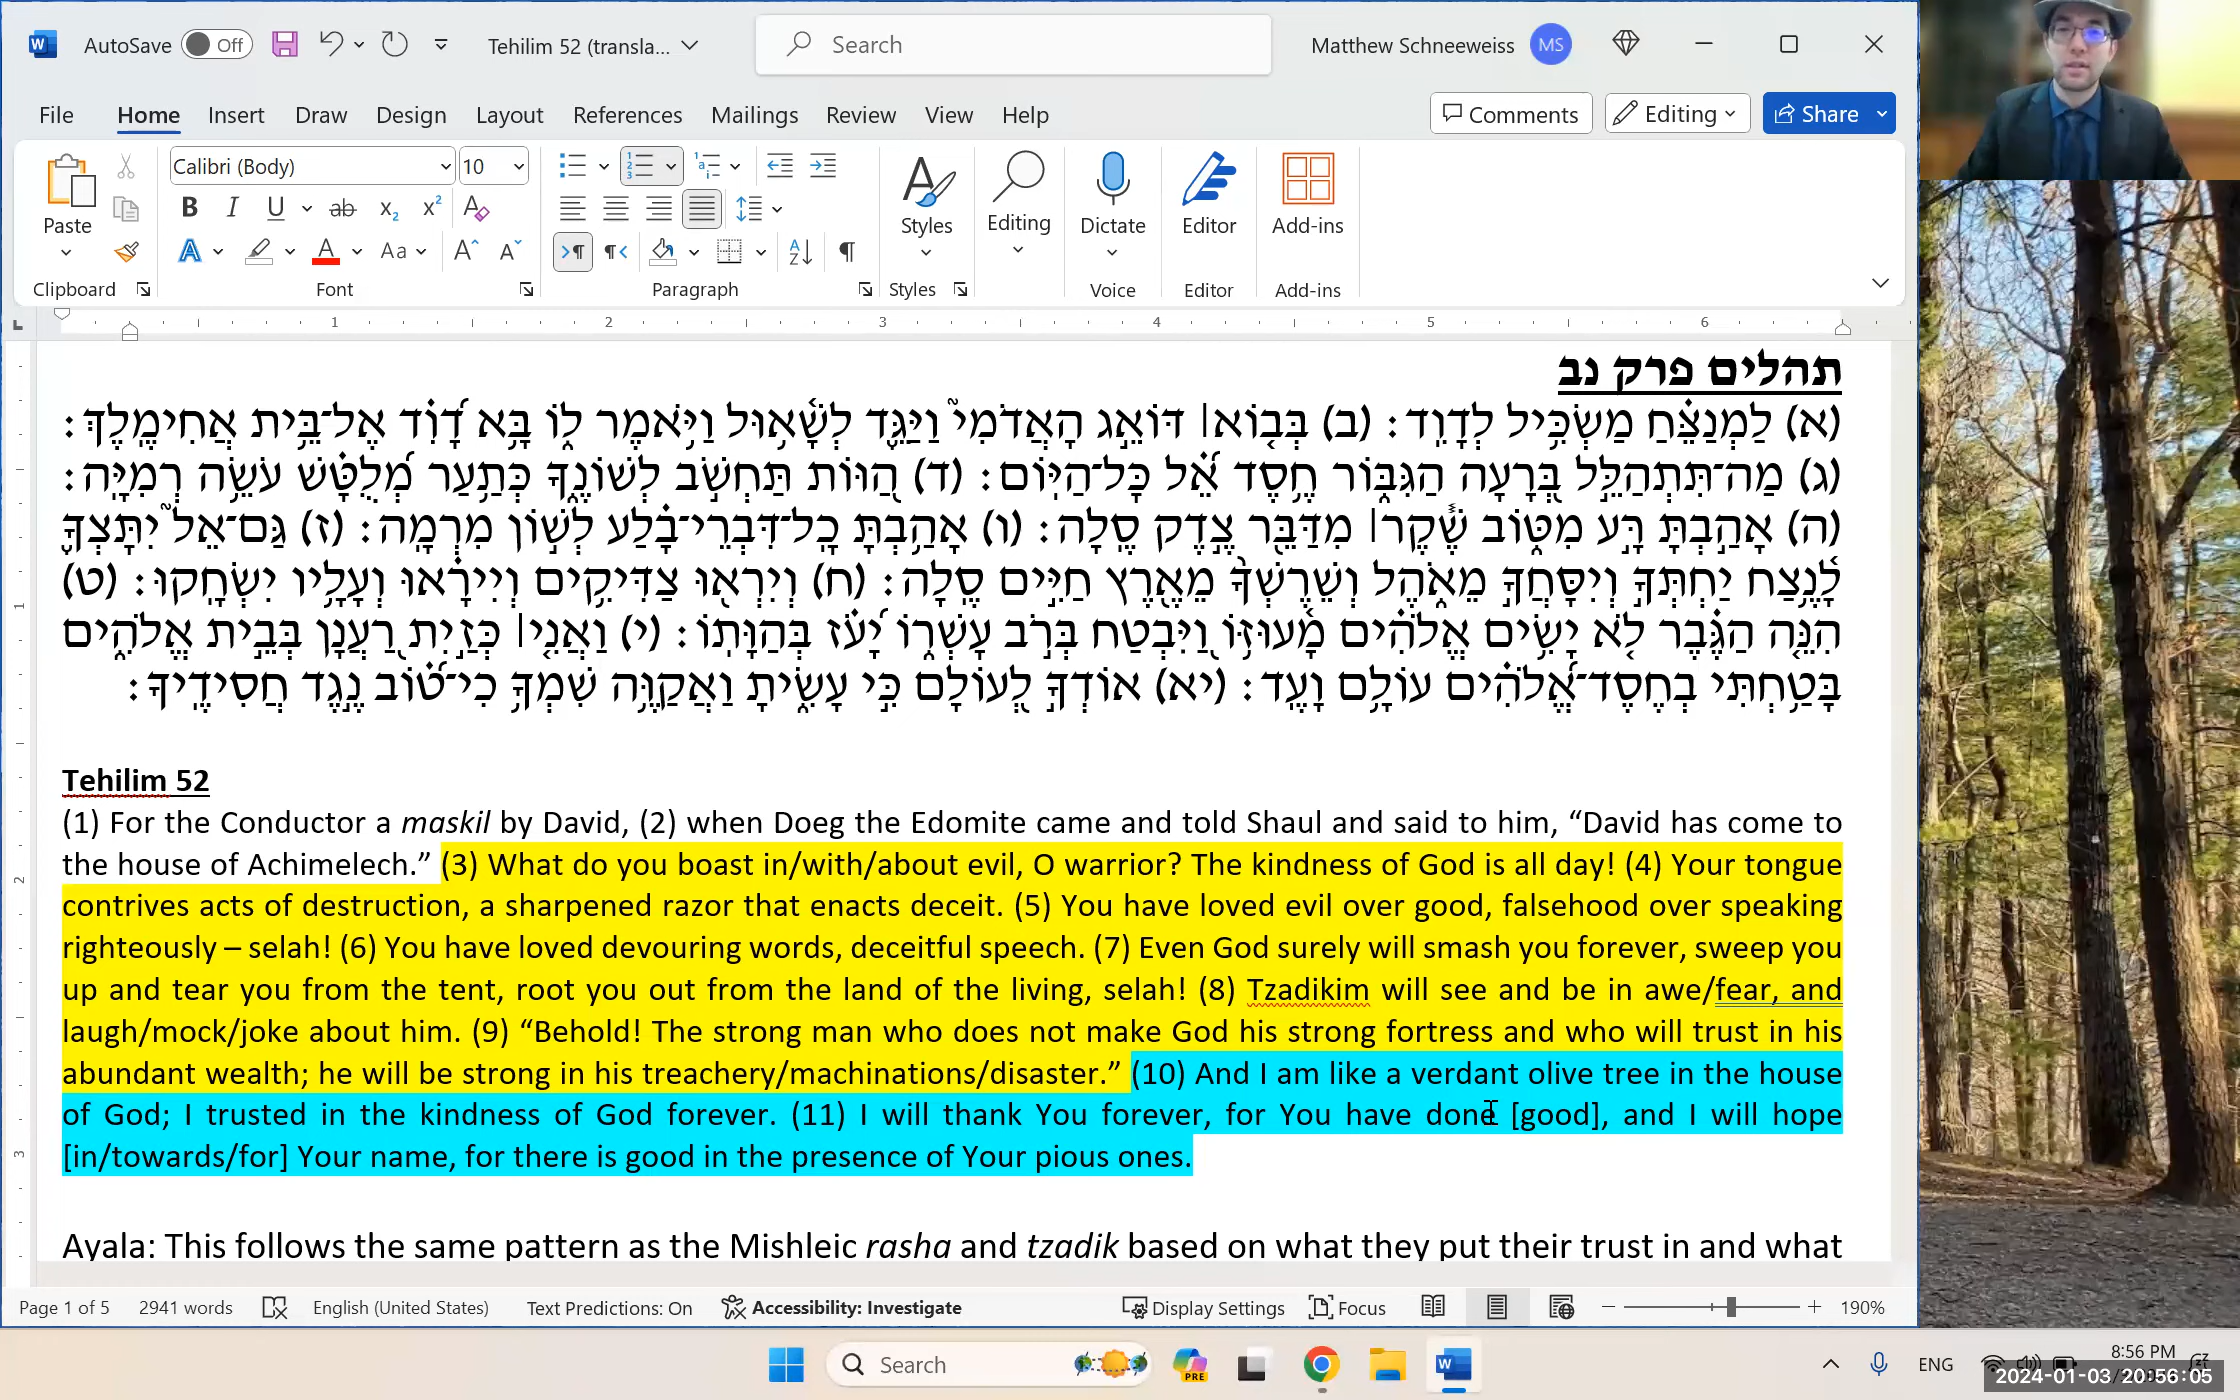 AutoSave Off Tehilim 52 (transla... Search Matthew Schneeweiss MS
File Home Insert Draw Design Layout References Mailings Review View Help Comments Editing Share
Calibri (Body) 10
Paste Styles Editing Dictate Editor Add-ins
Clipboard Font Paragraph Styles Voice Editor Add-ins
1 2 3 4 5 6
תהלים פרק נב
(א) לַמְנַצֵּ֗חַ מַשְׂכִּ֥יל לְדָוִֽד: (ב) בְּב֤וֹא׀ דּוֹאֵ֣ג הָאֲדֹמִי֮ וַיַּגֵּ֪ד לְשָׁ֫א֥וּל וַיֹּ֥אמֶר ל֑וֹ בָּ֥א דָ֝וִ֗ד אֶל־בֵּ֥ית אֲחִימֶֽלֶךְ:
(ג) מַה־תִּתְהַלֵּ֣ל בְּ֭רָעָה הַגִּבּ֑וֹר חֶ֥סֶד אֵ֝֗ל כָּל־הַיּֽוֹם: (ד) הַ֭וּוֹת תַּחְשֹׁ֣ב לְשׁוֹנֶ֑ךָ כְּתַ֥עַר מְ֝לֻטָּ֗שׁ עֹשֵׂ֥ה רְמִיָּֽה:
(ה) אָהַ֣בְתָּ רָּ֣ע מִטּ֑וֹב שֶׁ֓קֶר׀ מִדַּבֵּ֖ר צֶ֣דֶק סֶֽלָה: (ו) אָהַ֥בְתָּ כָֽל־דִּבְרֵי־בָ֝֗לַע לְשׁ֣וֹן מִרְמָֽה: (ז) גַּם־אֵל֮ יִתָּצְךָ֪
לָ֫נֶ֥צַח יַחְתְּךָ֣ וְיִסָּחֲךָ֣ מֵאֹ֑הֶל וְשֵֽׁרֶשְׁךָ֨ מֵאֶ֖רֶץ חַיִּ֣ים סֶֽלָה: (ח) וְיִרְא֖וּ צַדִּיקִ֥ים וְיִירָ֗אוּ וְעָלָ֥יו יִשְׂחָֽקוּ: (ט)
הִנֵּ֤ה הַגֶּ֗בֶר לֹ֤א יָשִׂ֥ים אֱלֹהִ֗ים מָֽע֫וּזּ֥וֹ וַ֭יִּבְטַח בְּרֹ֣ב עָשְׁר֑וֹ יָ֝עֹ֗ז בְּהַוָּתֽוֹ: (י) וַאֲנִ֤י׀ כְּזַ֣יִת רַ֭עֲנָן בְּבֵ֣ית אֱלֹהִ֑ים
בָּטַ֥חְתִּי בְחֶֽסֶד־אֱ֝לֹהִ֗ים עוֹלָ֥ם וָעֶֽד: (יא) אוֹדְךָ֣ לְ֭עוֹלָם כִּ֣י עָשִׂ֑יתָ וַאֲקַוֶּ֥ה שִׁמְךָ֥ כִי־ט֝֗וֹב נֶ֣גֶד חֲסִידֶֽיךָ:
Tehilim 52
(1) For the Conductor a maskil by David, (2) when Doeg the Edomite came and told Shaul and said to him, “David has come to
the house of Achimelech.” (3) What do you boast in/with/about evil, O warrior? The kindness of God is all day! (4) Your tongue
contrives acts of destruction, a sharpened razor that enacts deceit. (5) You have loved evil over good, falsehood over speaking
righteously – selah! (6) You have loved devouring words, deceitful speech. (7) Even God surely will smash you forever, sweep you
up and tear you from the tent, root you out from the land of the living, selah! (8) Tzadikim will see and be in awe/fear, and
laugh/mock/joke about him. (9) “Behold! The strong man who does not make God his strong fortress and who will trust in his
abundant wealth; he will be strong in his treachery/machinations/disaster.” (10) And I am like a verdant olive tree in the house
of God; I trusted in the kindness of God forever. (11) I will thank You forever, for You have done [good], and I will hope
[in/towards/for] Your name, for there is good in the presence of Your pious ones.
Ayala: This follows the same pattern as the Mishleic rasha and tzadik based on what they put their trust in and what
Page 1 of 5 2941 words English (United States) Text Predictions: On Accessibility: Investigate Display Settings Focus 190%
Search ENG 8:56 PM
2024-01-03 20:56:05